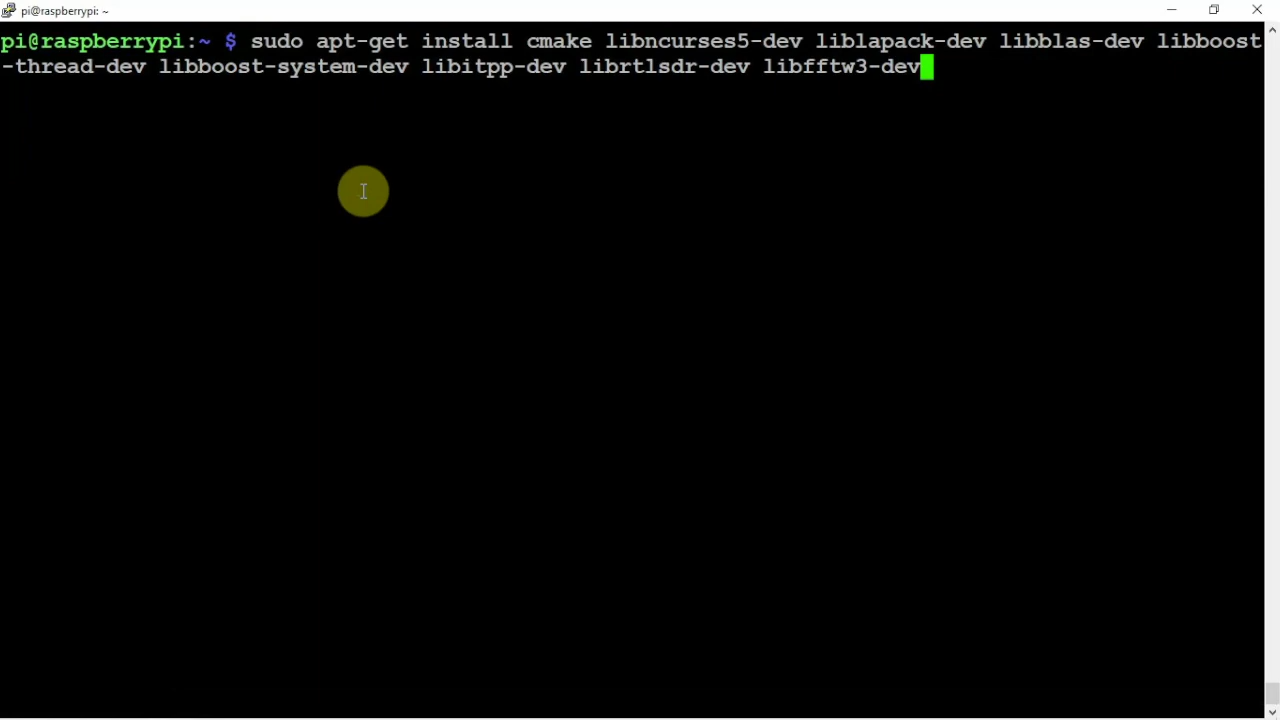 pi@raspberrypi: ~
pi@raspberrypi:~ $ sudo apt-get install cmake libncurses5-dev liblapack-dev libblas-dev libboost
-thread-dev libboost-system-dev libitpp-dev librtlsdr-dev libfftw3-dev